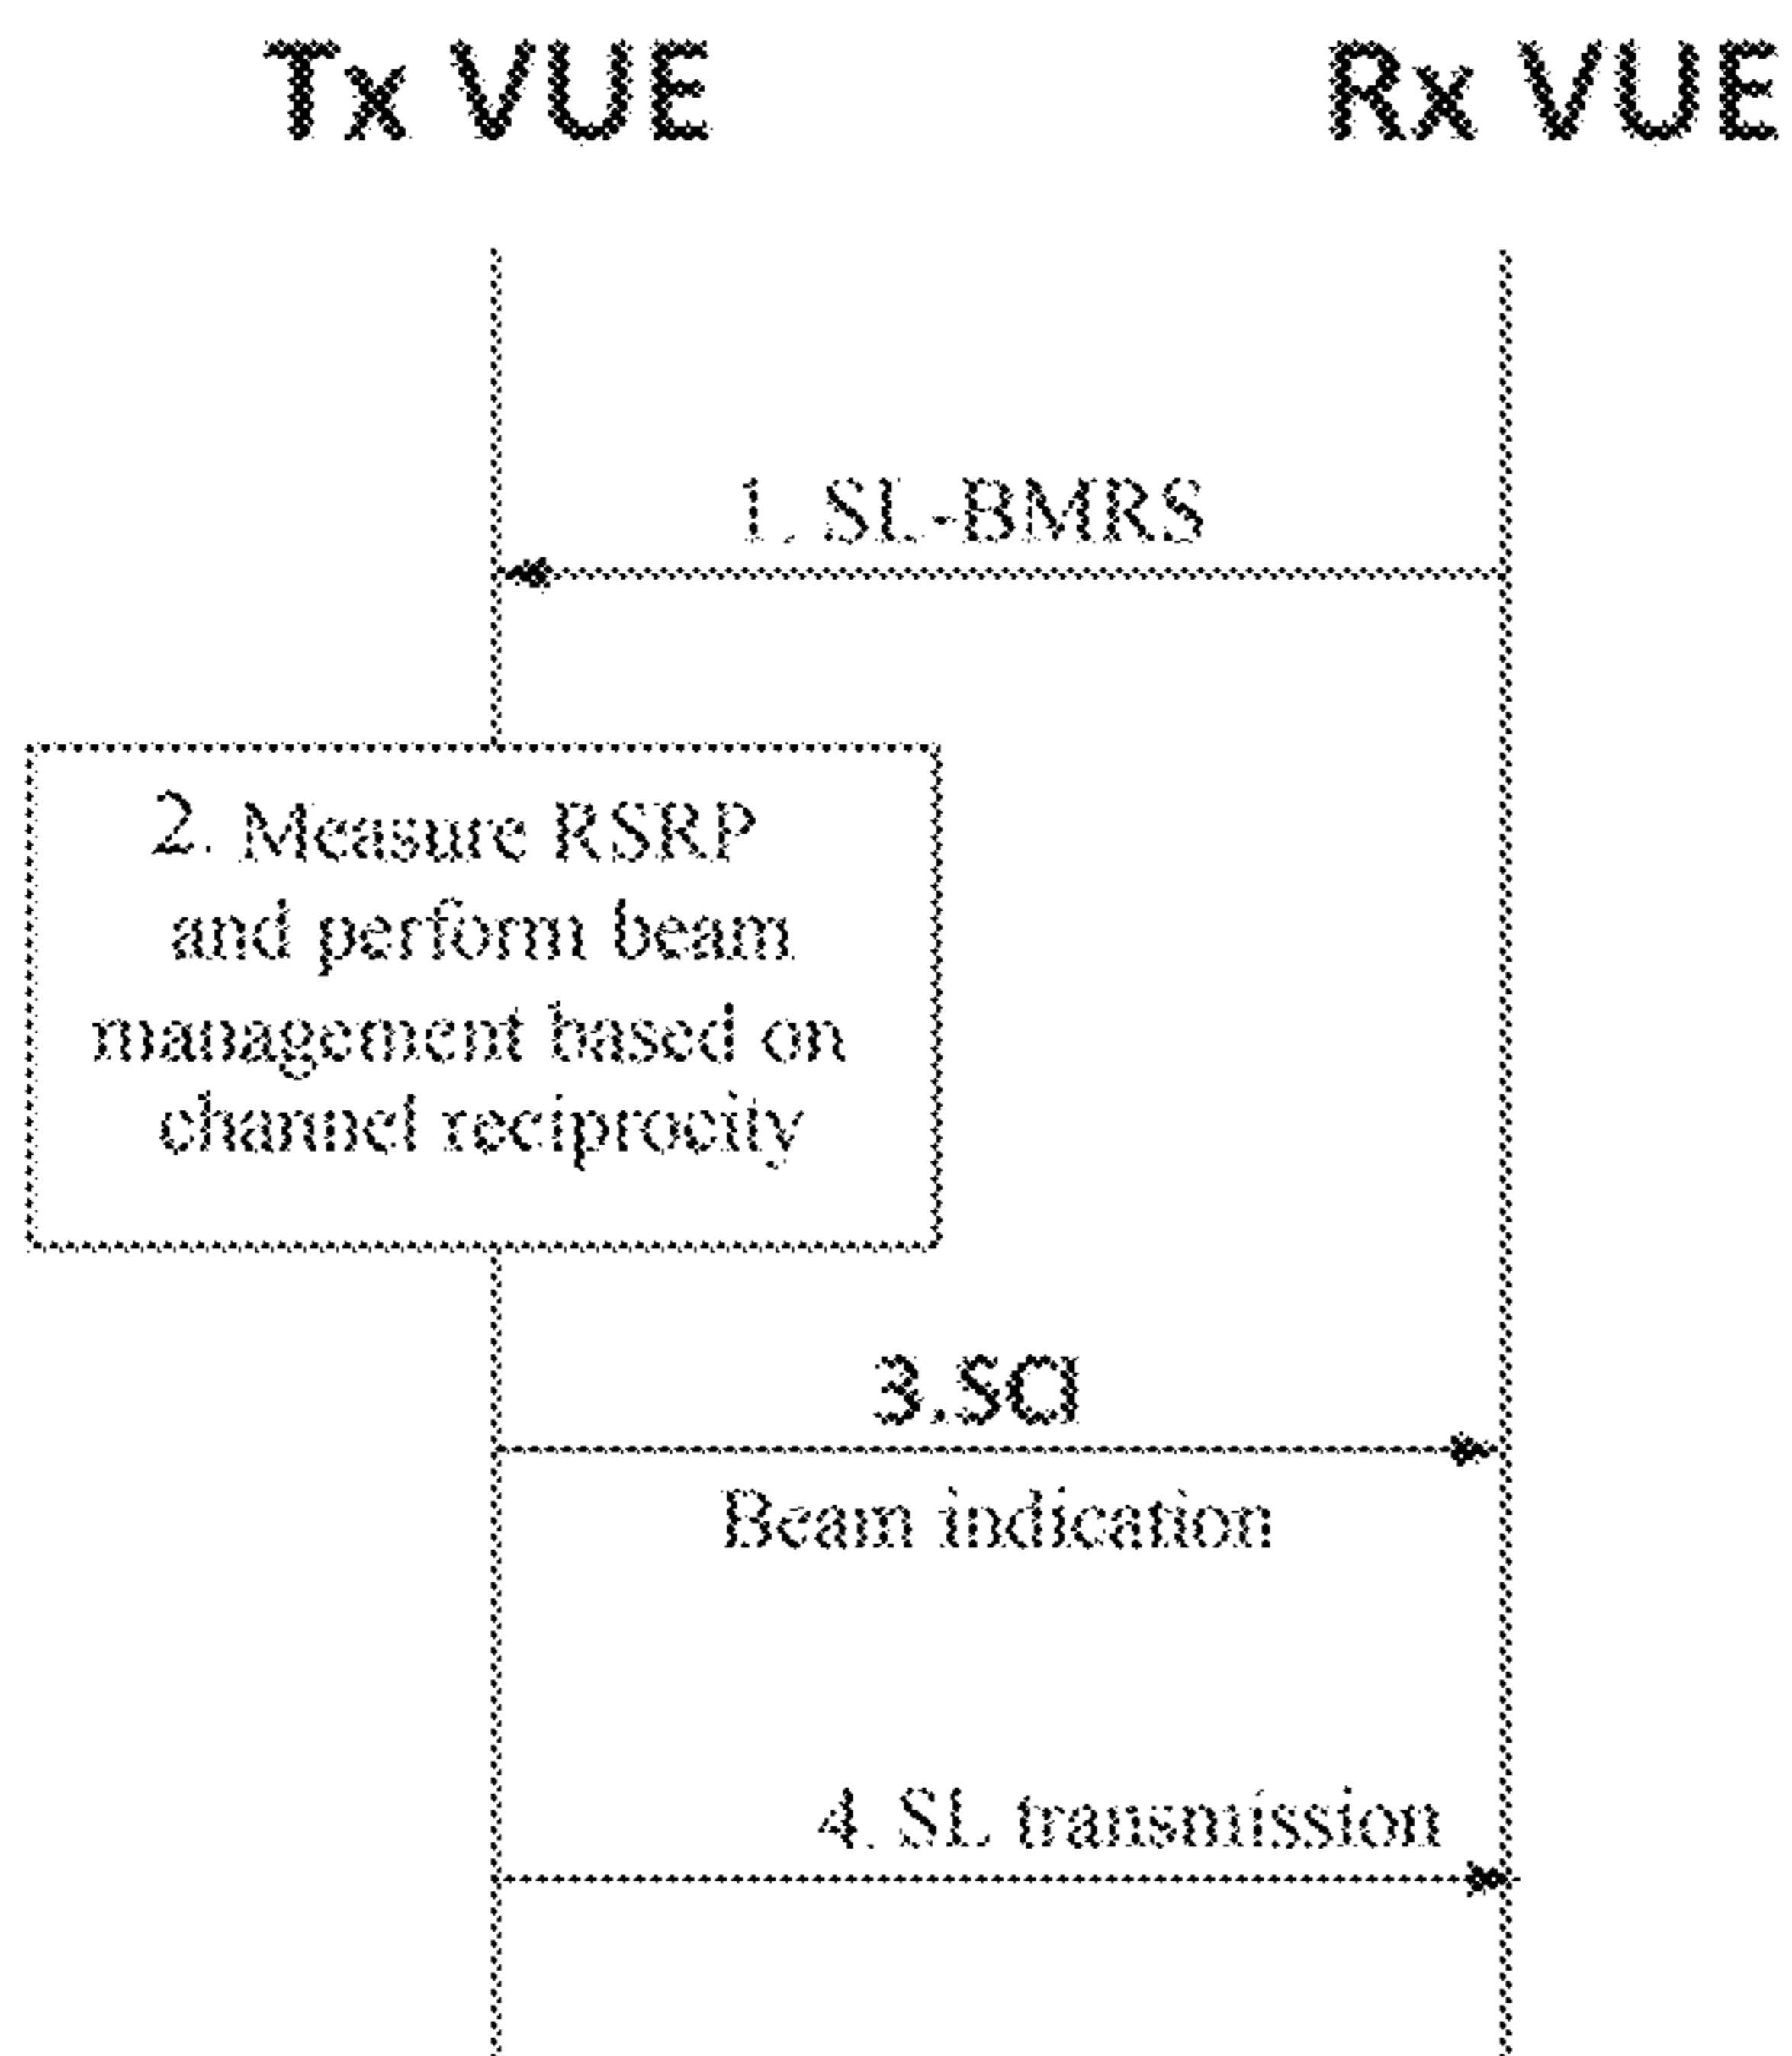 Tx VUE
Rx VUE
1. SL-BMRS
2. Measure RSRP
and perform beam
management based on
channel reciprocity
3.SCI
Beam indication
4. SL transmission